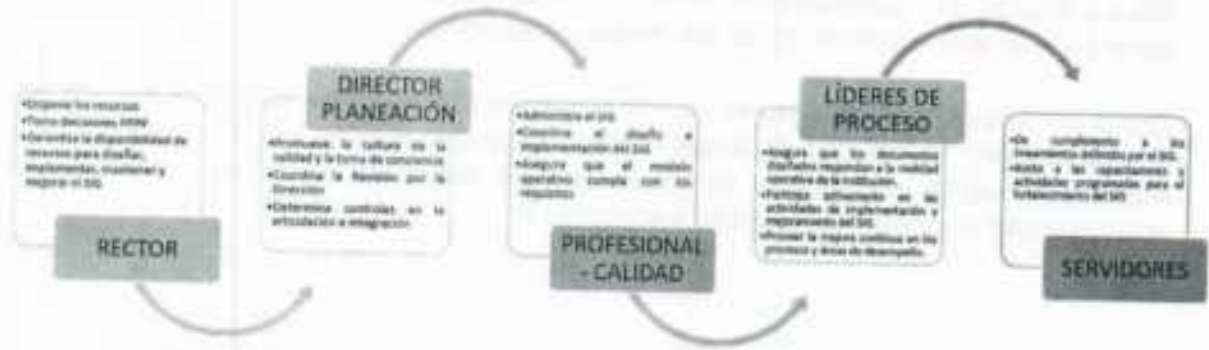 •Dispone los recursos
•Toma decisiones
•Garantiza la disponibilidad de
recursos para diseñar,
implementar, mantener y
mejorar el SIG
RECTOR
DIRECTOR
PLANEACIÓN
•Promueve la cultura de la
calidad y la toma de conciencia
•Coordina la Revisión por la
Dirección
•Determina controles en la
articulación e integración
•Administra el SIG
•Coordina el diseño e
implementación del SIG
•Asegura que el modelo
operativo cumpla con los
requisitos
PROFESIONAL
- CALIDAD
LÍDERES DE
PROCESO
•Asegura que los documentos
diseñados respondan a la realidad
operativa de la institución.
•Participa activamente en las
actividades de implementación y
mejoramiento del SIG
la mejora continua en los
procesos y áreas de desempeño.
•Da cumplimiento a los
lineamientos definidos por el SIG.
•Asiste a las capacitaciones y
actividades programadas para el
fortalecimiento del SIG
SERVIDORES